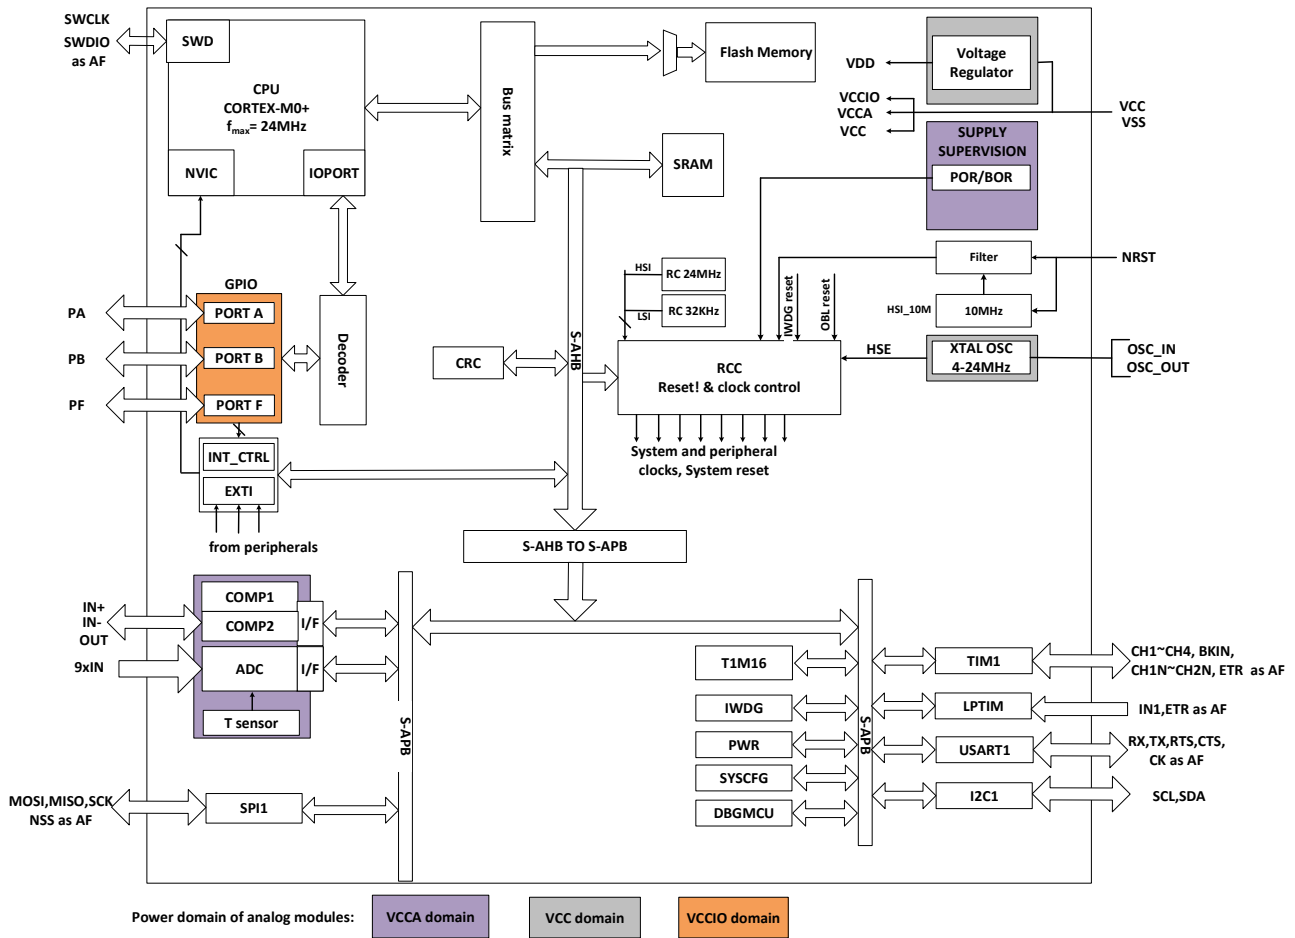 SWCLK
SWDIO
as AF
SWD
CPU
CORTEX-M0+
fmax= 24MHz
NVIC
IOPORT
Bus matrix
Flash Memory
SRAM
Voltage
Regulator
VDD
VCCIO
VCCA
VCC
VCC
VSS
SUPPLY
SUPERVISION
POR/BOR
Filter
NRST
HSI_10M
10MHz
HSI
RC 24MHz
LSI
RC 32KHz
IWDG reset
OBL reset
HSE
XTAL OSC
4-24MHz
OSC_IN
OSC_OUT
RCC
Reset! & clock control
System and peripheral
clocks, System reset
GPIO
PA
PORT A
PB
PORT B
PF
PORT F
Decoder
CRC
S-AHB
INT_CTRL
EXTI
from peripherals
S-AHB TO S-APB
IN+
IN-
OUT
COMP1
COMP2
I/F
9xIN
ADC
I/F
T sensor
S-APB
MOSI,MISO,SCK
NSS as AF
SPI1
T1M16
IWDG
PWR
SYSCFG
DBGMCU
S-APB
TIM1
CH1~CH4, BKIN,
CH1N~CH2N, ETR as AF
LPTIM
IN1,ETR as AF
USART1
RX,TX,RTS,CTS,
CK as AF
I2C1
SCL,SDA
Power domain of analog modules:
VCCA domain
VCC domain
VCCIO domain